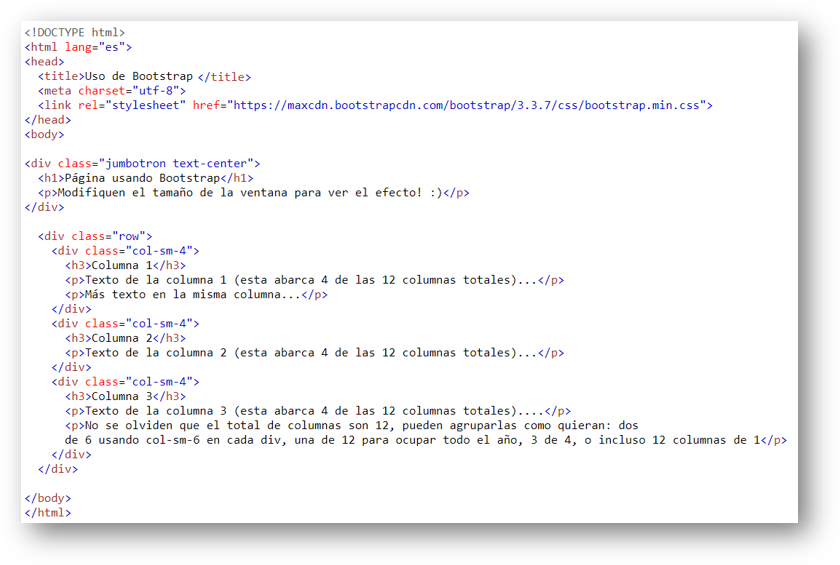 <!DOCTYPE html>
<html lang="es">
<head>
  <title>Uso de Bootstrap </title>
  <meta charset="utf-8">
  <link rel="stylesheet" href="https://maxcdn.bootstrapcdn.com/bootstrap/3.3.7/css/bootstrap.min.css">
</head>
<body>

<div class="jumbotron text-center">
  <h1>Página usando Bootstrap</h1>
  <p>Modifiquen el tamaño de la ventana para ver el efecto! :)</p>
</div>

  <div class="row">
    <div class="col-sm-4">
      <h3>Columna 1</h3>
      <p>Texto de la columna 1 (esta abarca 4 de las 12 columnas totales)...</p>
      <p>Más texto en la misma columna...</p>
    </div>
    <div class="col-sm-4">
      <h3>Columna 2</h3>
      <p>Texto de la columna 2 (esta abarca 4 de las 12 columnas totales)...</p>
    </div>
    <div class="col-sm-4">
      <h3>Columna 3</h3>
      <p>Texto de la columna 3 (esta abarca 4 de las 12 columnas totales)....</p>
      <p>No se olviden que el total de columnas son 12, pueden agruparlas como quieran: dos
      de 6 usando col-sm-6 en cada div, una de 12 para ocupar todo el año, 3 de 4, o incluso 12 columnas de 1</p>
    </div>
  </div>

</body>
</html>